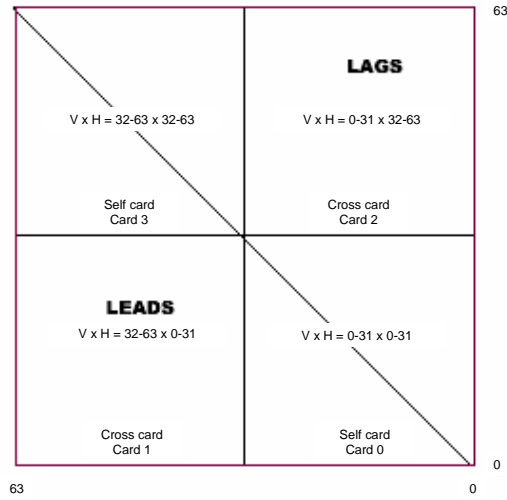 63
LAGS
V x H = 32-63 x 32-63
V x H = 0-31 x 32-63
Self card
Card 3
Cross card
Card 2
LEADS
V x H = 32-63 x 0-31
V x H = 0-31 x 0-31
Cross card
Card 1
Self card
Card 0
0
63
0